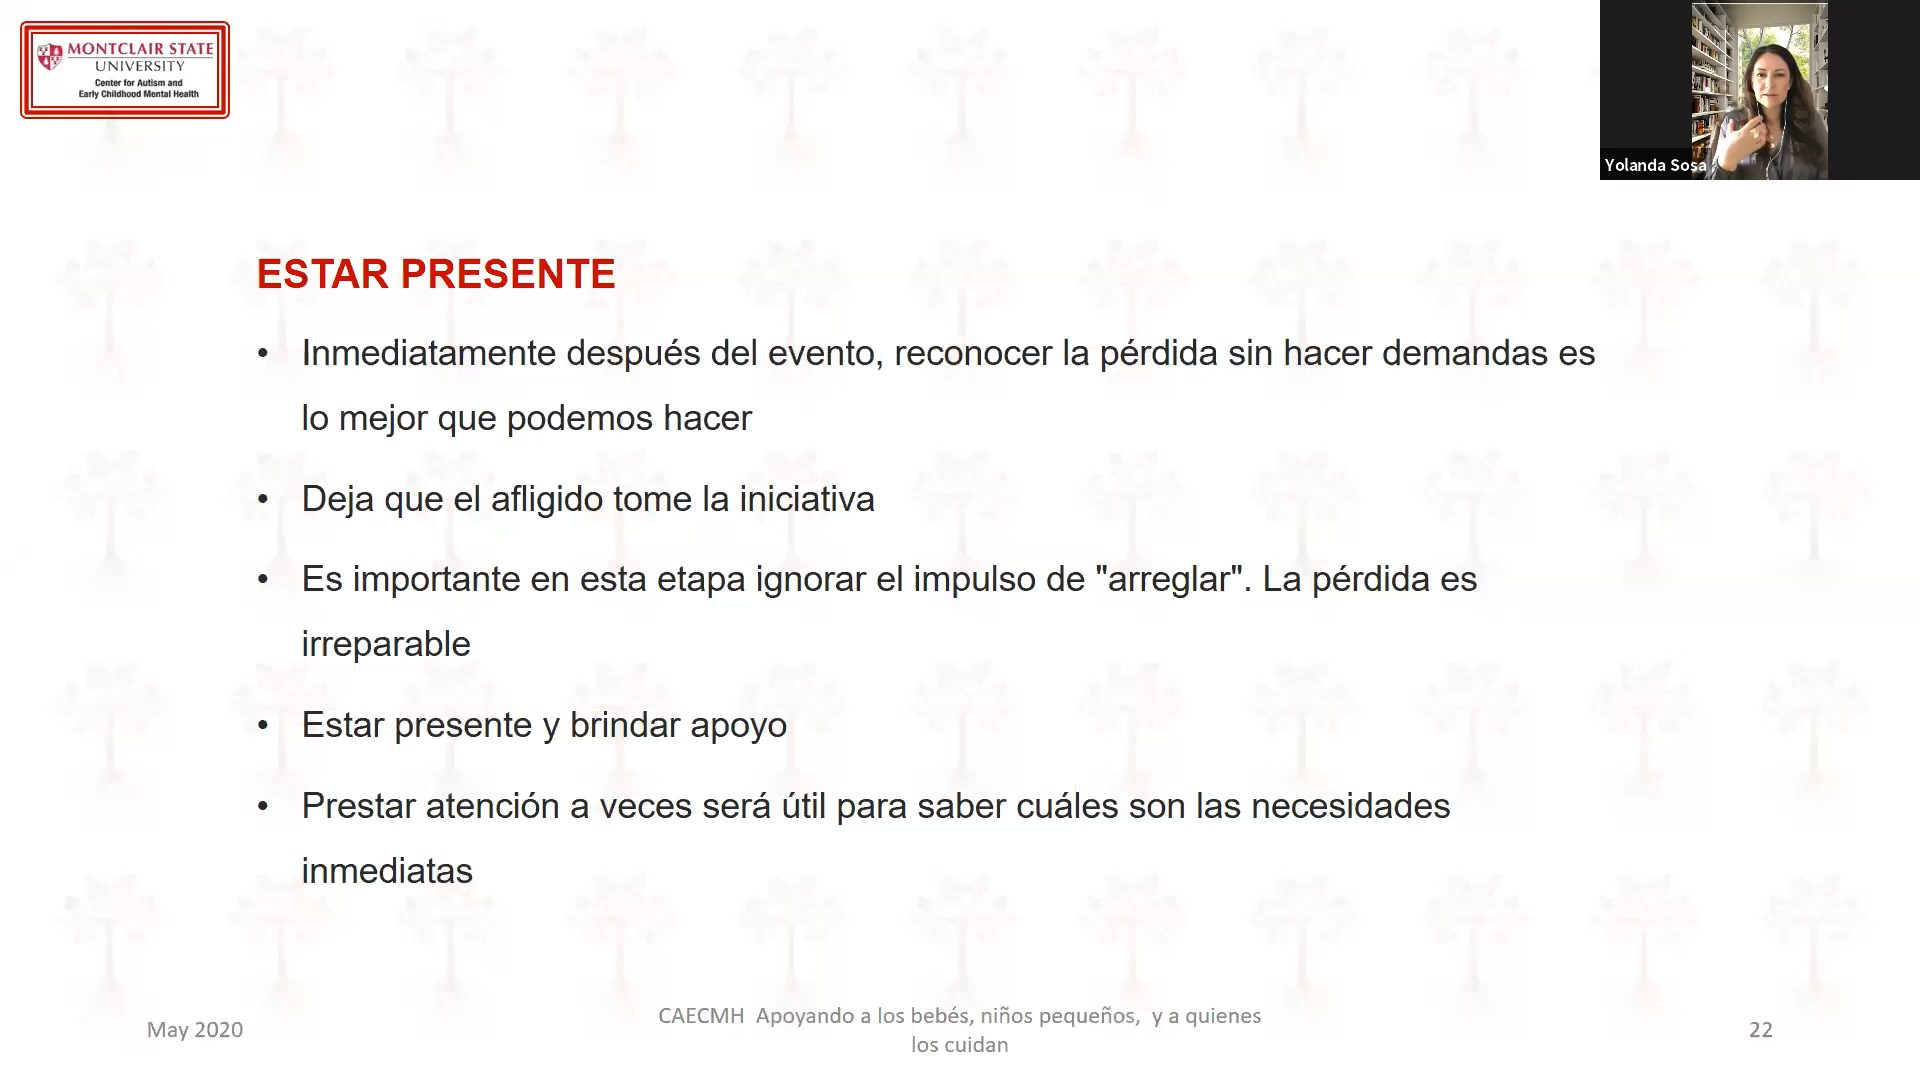 MONTCLAIR STATE
UNIVERSITY
Center for Autism and
Early Childhood Mental Health
Yolanda Sosa
ESTAR PRESENTE
• Inmediatamente después del evento, reconocer la pérdida sin hacer demandas es
lo mejor que podemos hacer
• Deja que el afligido tome la iniciativa
• Es importante en esta etapa ignorar el impulso de "arreglar". La pérdida es
irreparable
• Estar presente y brindar apoyo
• Prestar atención a veces será útil para saber cuáles son las necesidades
inmediatas
May 2020
CAECMH Apoyando a los bebés, niños pequeños, y a quienes
los cuidan
22